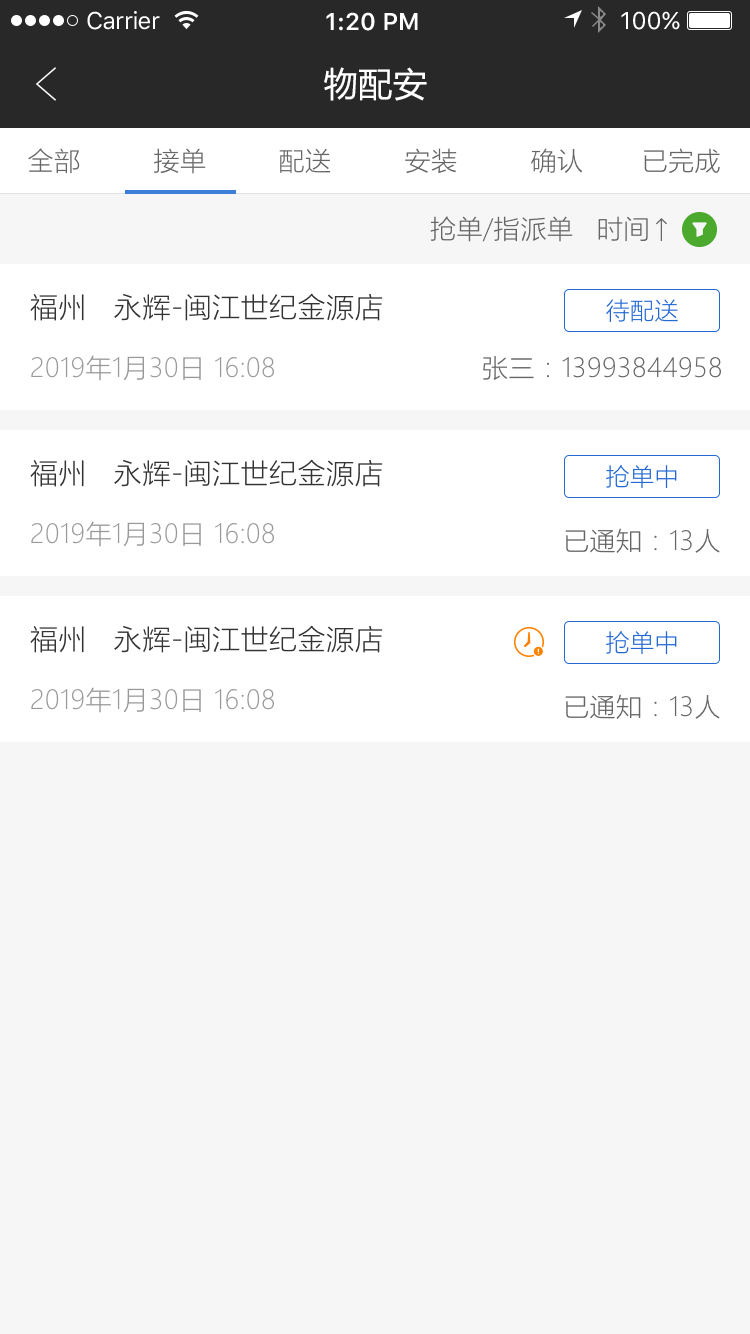 Carrier 1:20 PM 100%
物配安
全部 接单 配送 安装 确认 已完成
抢单/指派单 时间↑
福州 永辉-闽江世纪金源店 待配送
2019年1月30日 16:08 张三：13993844958
福州 永辉-闽江世纪金源店 抢单中
2019年1月30日 16:08 已通知：13人
福州 永辉-闽江世纪金源店 抢单中
2019年1月30日 16:08 已通知：13人